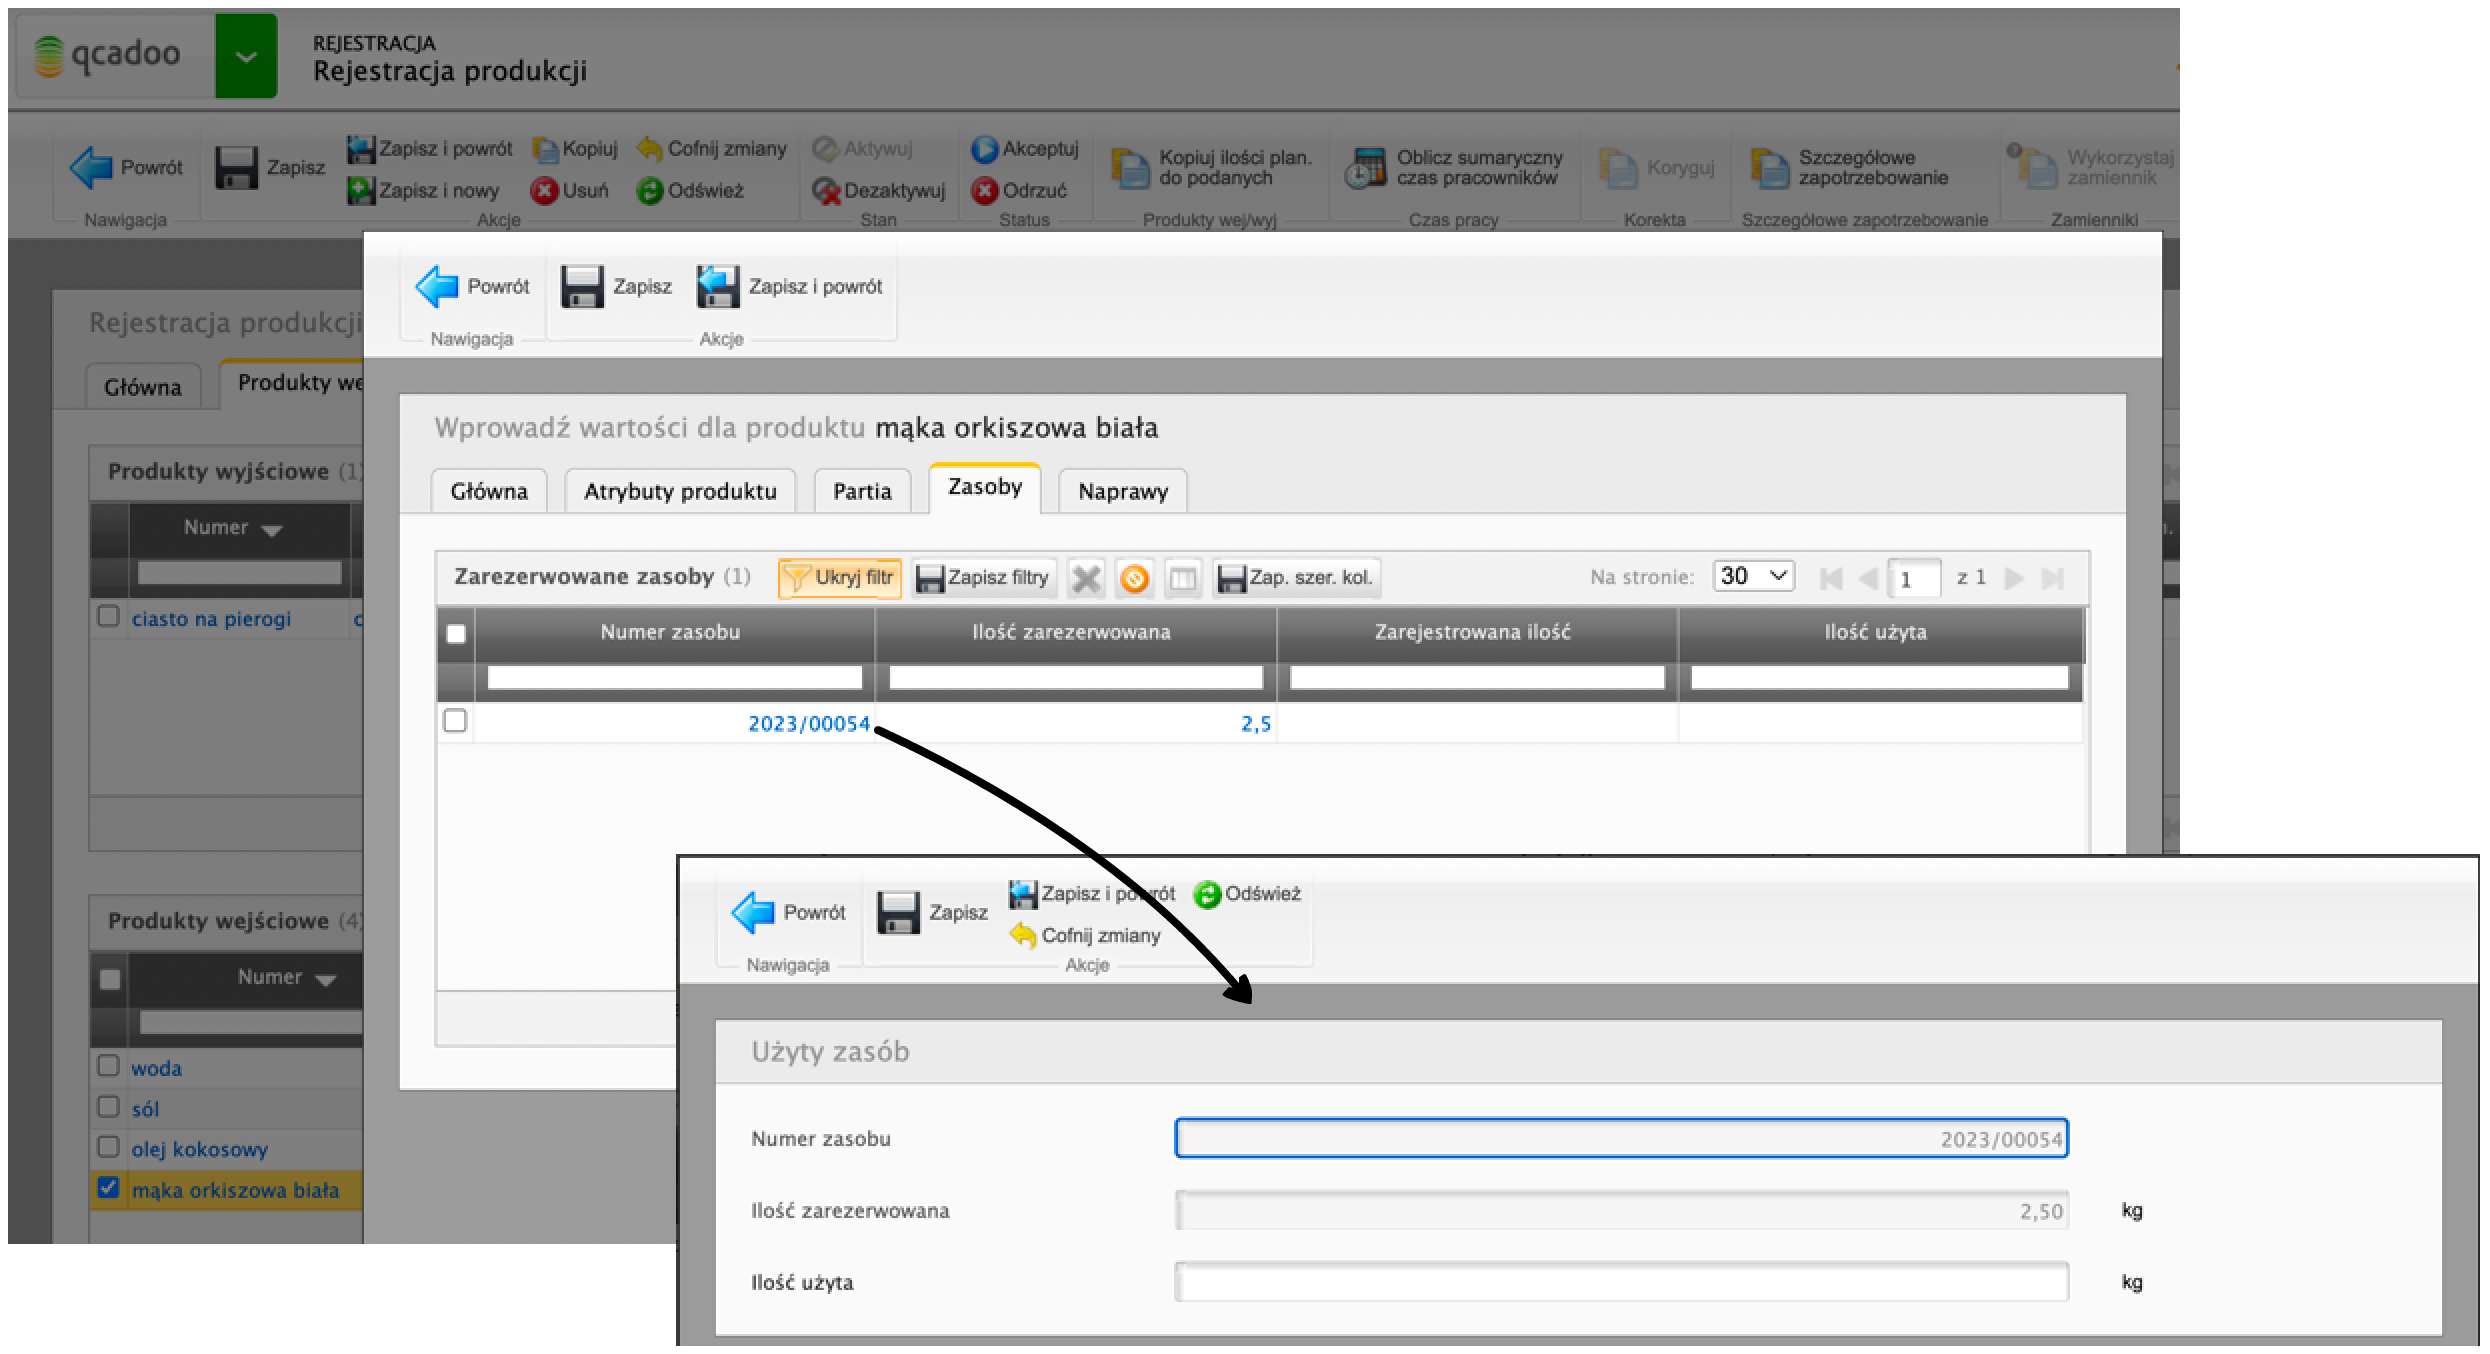 qcadoo
REJESTRACJA
Rejestracja produkcji
Powrót
Nawigacja
Zapisz
Zapisz i powrót Kopiuj Cofnij zmiany
Zapisz i nowy Usuń Odśwież
Akcje
Aktywuj
Dezaktywuj
Stan
Akceptuj
Odrzuć
Status
Kopiuj ilości plan.
do podanych
Produkty wej/wyj
Oblicz sumaryczny
czas pracowników
Czas pracy
Koryguj
Korekta
Szczegółowe
zapotrzebowanie
Szczegółowe zapotrzebowanie
Wykorzystaj
zamiennik
Zamienniki
Rejestracja produkcji
Główna Produkty we
Produkty wyjściowe (1)
Numer
ciasto na pierogi
Produkty wejściowe (4)
Numer
woda
sól
olej kokosowy
mąka orkiszowa biała
Powrót
Nawigacja
Zapisz Zapisz i powrót
Akcje
Wprowadź wartości dla produktu mąka orkiszowa biała
Główna Atrybuty produktu Partia Zasoby Naprawy
Zarezerwowane zasoby (1) Ukryj filtr Zapisz filtry Zap. szer. kol. Na stronie: 30 1 z 1
Numer zasobu Ilość zarezerwowana Zarejestrowana ilość Ilość użyta
2023/00054 2,5
Powrót
Nawigacja
Zapisz
Zapisz i powrót Odśwież
Cofnij zmiany
Akcje
Użyty zasób
Numer zasobu 2023/00054
Ilość zarezerwowana 2,50 kg
Ilość użyta kg